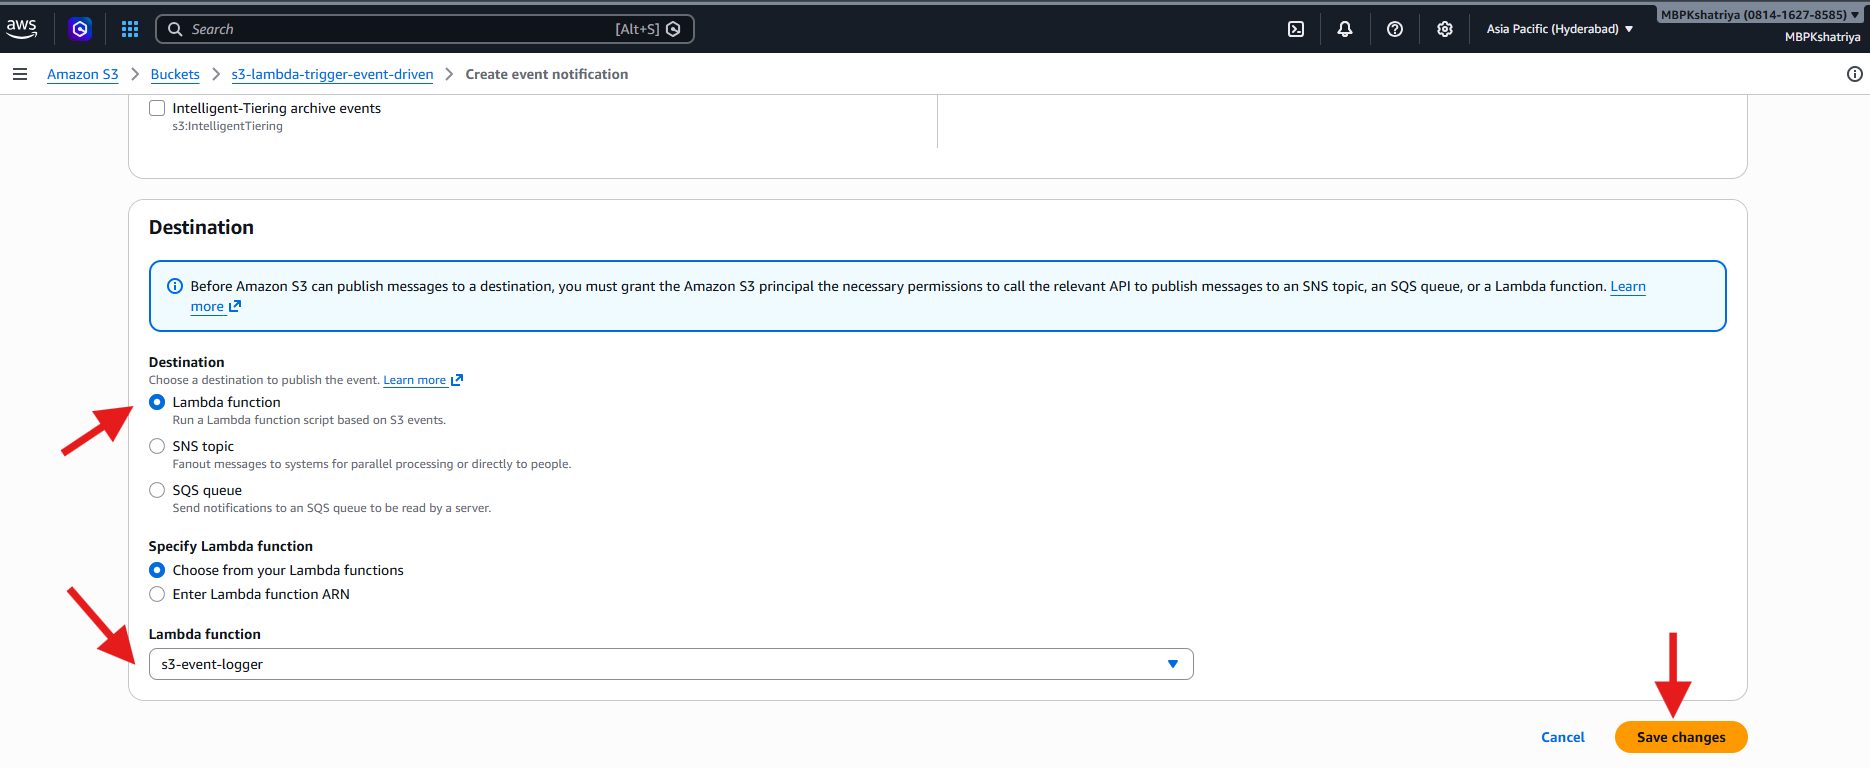 aws
Search
[Alt+S]
Asia Pacific (Hyderabad)
MBPKshatriya (0814-1627-8585)
MBPKshatriya
Amazon S3
Buckets
s3-lambda-trigger-event-driven
Create event notification
Intelligent-Tiering archive events
s3:IntelligentTiering
Destination
Before Amazon S3 can publish messages to a destination, you must grant the Amazon S3 principal the necessary permissions to call the relevant API to publish messages to an SNS topic, an SQS queue, or a Lambda function. Learn
more
Destination
Choose a destination to publish the event. Learn more
Lambda function
Run a Lambda function script based on S3 events.
SNS topic
Fanout messages to systems for parallel processing or directly to people.
SQS queue
Send notifications to an SQS queue to be read by a server.
Specify Lambda function
Choose from your Lambda functions
Enter Lambda function ARN
Lambda function
s3-event-logger
Cancel
Save changes